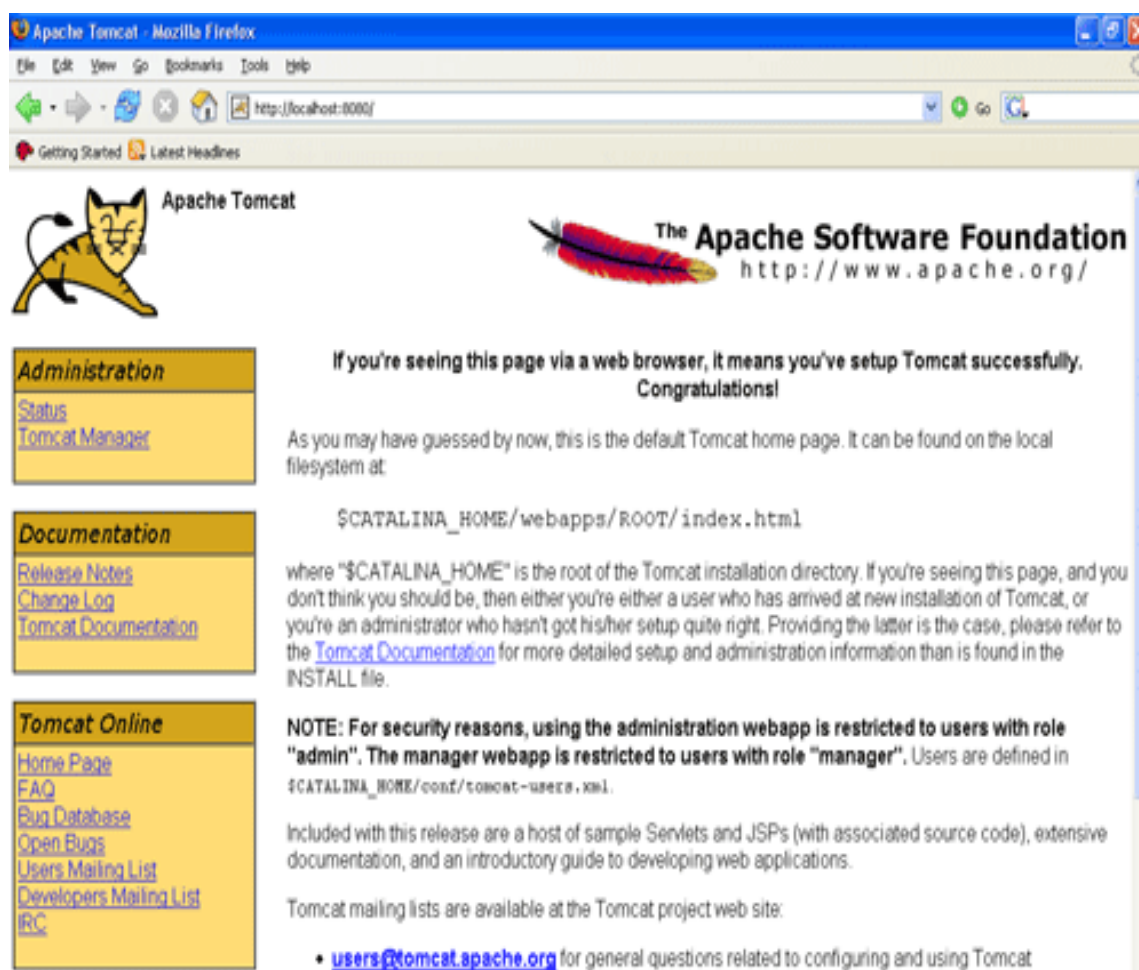 Apache Tomcat - Mozilla Firefox
File Edit View Go Bookmarks Tools Help
http://localhost:8080/
Go
Getting Started Latest Headlines
Apache Tomcat
The Apache Software Foundation
http://www.apache.org/
Administration
Status
Tomcat Manager
Documentation
Release Notes
Change Log
Tomcat Documentation
Tomcat Online
Home Page
FAQ
Bug Database
Open Bugs
Users Mailing List
Developers Mailing List
IRC
If you're seeing this page via a web browser, it means you've setup Tomcat successfully.
Congratulations!
As you may have guessed by now, this is the default Tomcat home page. It can be found on the local
filesystem at:
$CATALINA_HOME/webapps/ROOT/index.html
where "$CATALINA_HOME" is the root of the Tomcat installation directory. If you're seeing this page, and you
don't think you should be, then either you're either a user who has arrived at new installation of Tomcat, or
you're an administrator who hasn't got his/her setup quite right. Providing the latter is the case, please refer to
the Tomcat Documentation for more detailed setup and administration information than is found in the
INSTALL file.
NOTE: For security reasons, using the administration webapp is restricted to users with role
"admin". The manager webapp is restricted to users with role "manager". Users are defined in
$CATALINA_HOME/conf/tomcat-users.xml.
Included with this release are a host of sample Servlets and JSPs (with associated source code), extensive
documentation, and an introductory guide to developing web applications.
Tomcat mailing lists are available at the Tomcat project web site:
• users@tomcat.apache.org for general questions related to configuring and using Tomcat